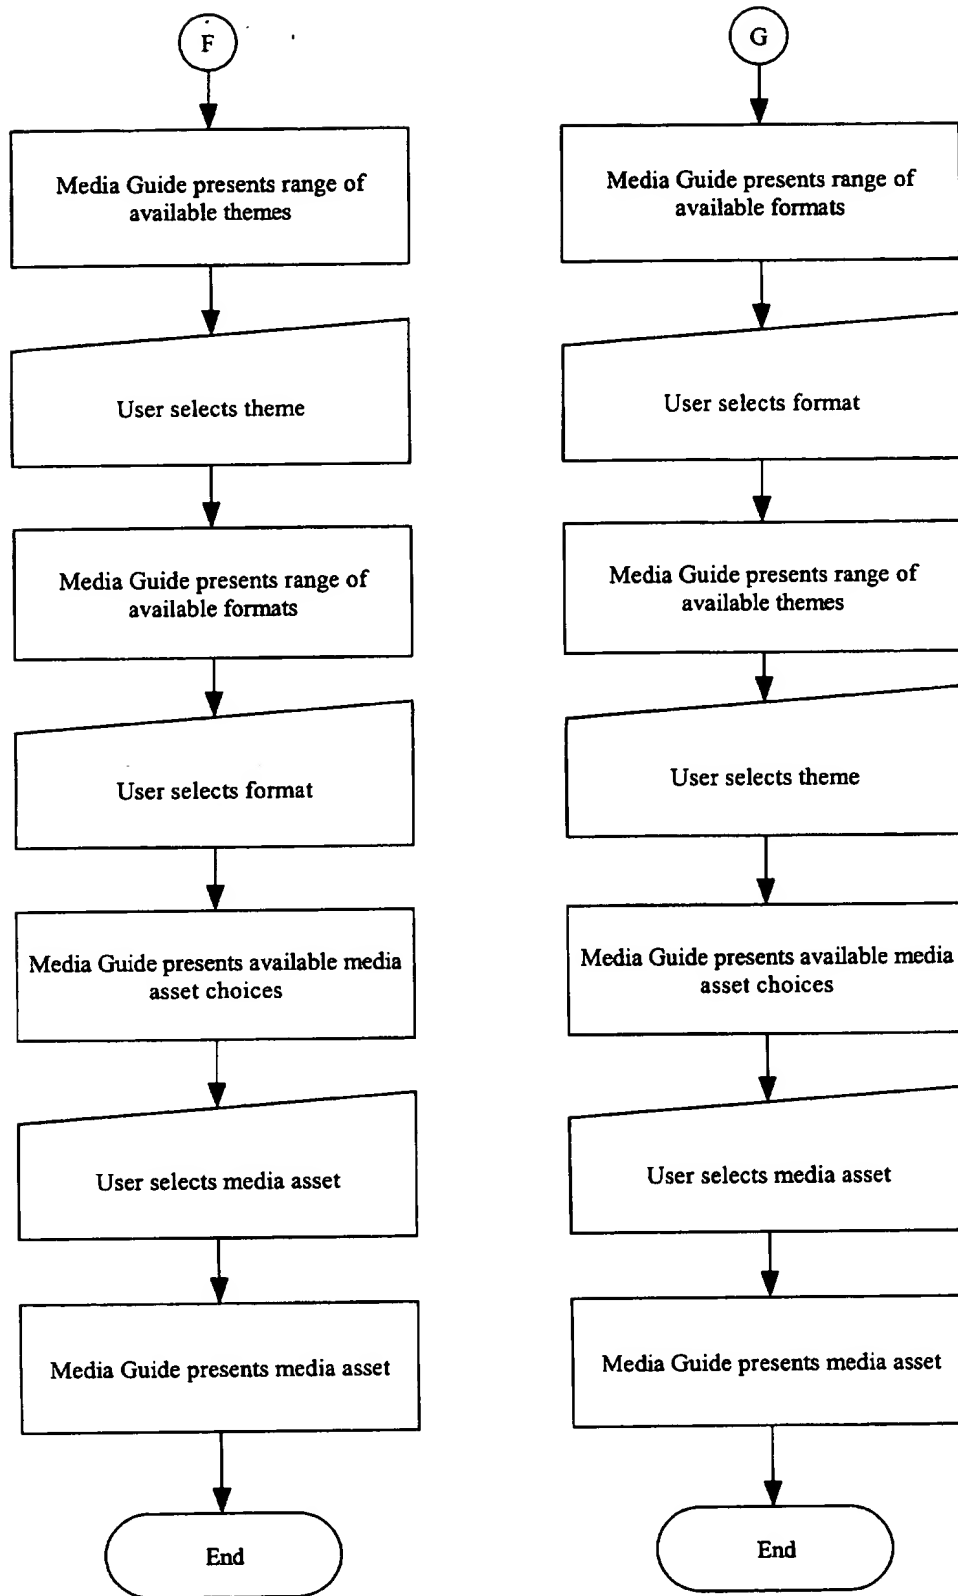 F
Media Guide presents range of
available themes
User selects theme
Media Guide presents range of
available formats
User selects format
Media Guide presents available media
asset choices
User selects media asset
Media Guide presents media asset
End
G
Media Guide presents range of
available formats
User selects format
Media Guide presents range of
available themes
User selects theme
Media Guide presents available media
asset choices
User selects media asset
Media Guide presents media asset
End